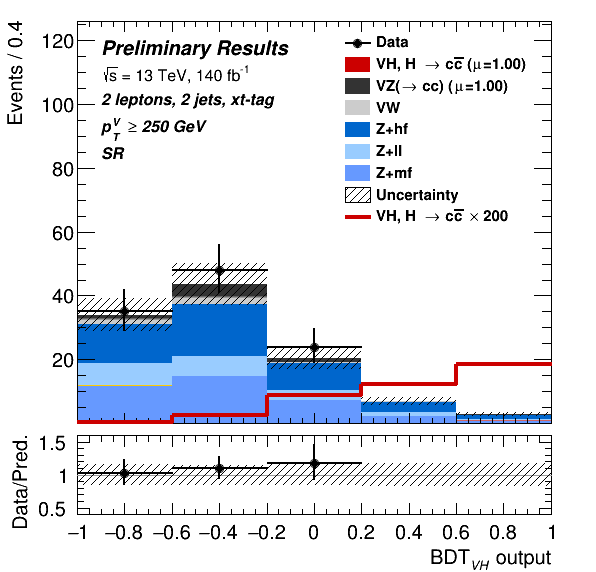 Events / 0.4
120
100
80
60
40
20
Preliminary Results
√s = 13 TeV, 140 fb⁻¹
2 leptons, 2 jets, xt-tag
p_T^V ≥ 250 GeV
SR
Data
VH, H → cc̅ (μ=1.00)
VZ(→ cc) (μ=1.00)
VW
Z+hf
Z+ll
Z+mf
Uncertainty
VH, H → cc̅ × 200
Data/Pred.
1.5
1
0.5
−1 −0.8 −0.6 −0.4 −0.2 0 0.2 0.4 0.6 0.8 1
BDT_VH output